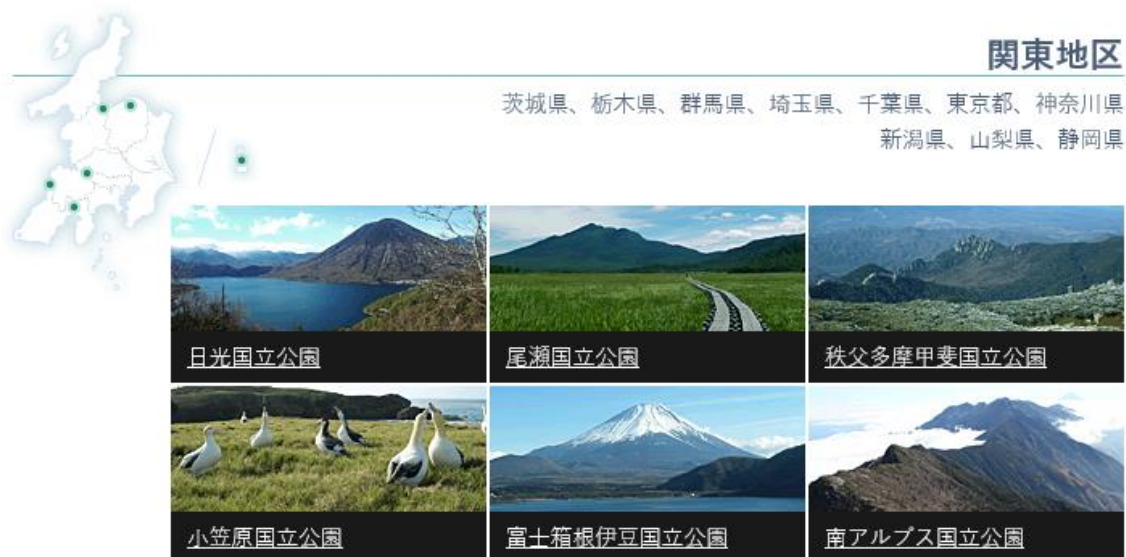 関東地区
茨城県、栃木県、群馬県、埼玉県、千葉県、東京都、神奈川県
新潟県、山梨県、静岡県
日光国立公園
尾瀬国立公園
秩父多摩甲斐国立公園
小笠原国立公園
富士箱根伊豆国立公園
南アルプス国立公園